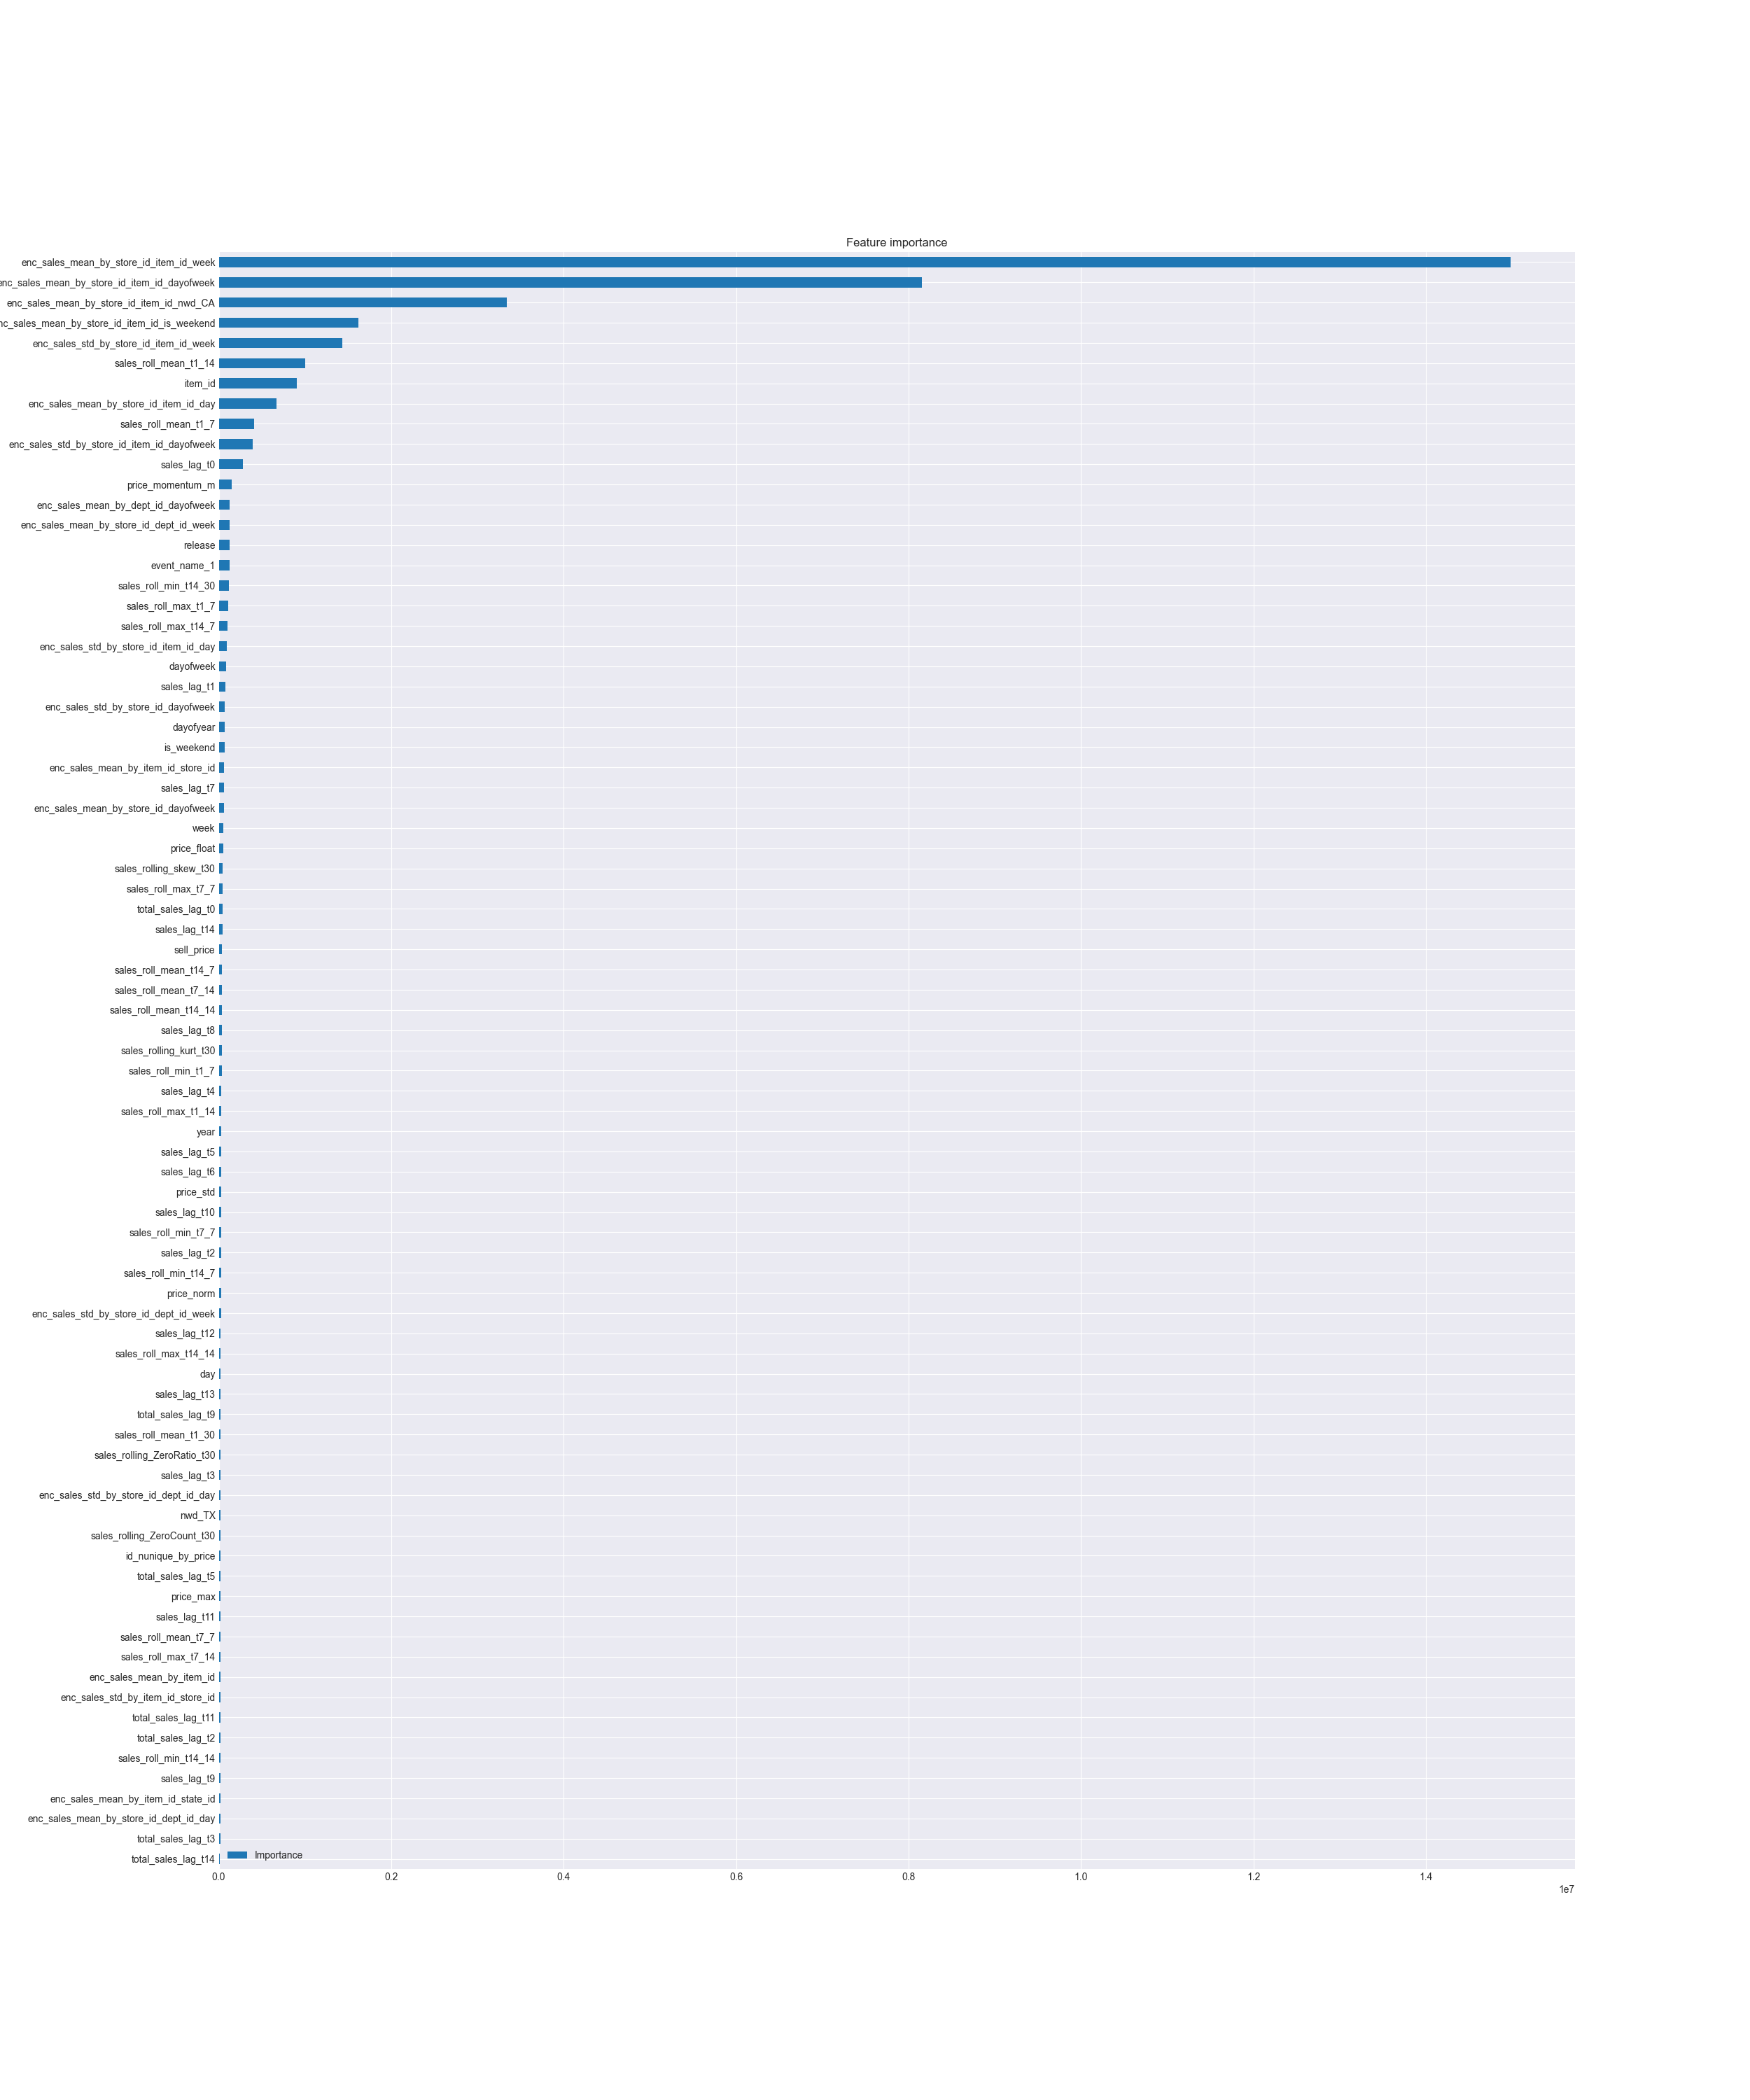 Feature importance
enc_sales_mean_by_store_id_item_id_week
enc_sales_mean_by_store_id_item_id_dayofweek
enc_sales_mean_by_store_id_item_id_nwd_CA
nc_sales_mean_by_store_id_item_id_is_weekend
enc_sales_std_by_store_id_item_id_week
sales_roll_mean_t1_14
item_id
enc_sales_mean_by_store_id_item_id_day
sales_roll_mean_t1_7
enc_sales_std_by_store_id_item_id_dayofweek
sales_lag_t0
price_momentum_m
enc_sales_mean_by_dept_id_dayofweek
enc_sales_mean_by_store_id_dept_id_week
release
event_name_1
sales_roll_min_t14_30
sales_roll_max_t1_7
sales_roll_max_t14_7
enc_sales_std_by_store_id_item_id_day
dayofweek
sales_lag_t1
enc_sales_std_by_store_id_dayofweek
dayofyear
is_weekend
enc_sales_mean_by_item_id_store_id
sales_lag_t7
enc_sales_mean_by_store_id_dayofweek
week
price_float
sales_rolling_skew_t30
sales_roll_max_t7_7
total_sales_lag_t0
sales_lag_t14
sell_price
sales_roll_mean_t14_7
sales_roll_mean_t7_14
sales_roll_mean_t14_14
sales_lag_t8
sales_rolling_kurt_t30
sales_roll_min_t1_7
sales_lag_t4
sales_roll_max_t1_14
year
sales_lag_t5
sales_lag_t6
price_std
sales_lag_t10
sales_roll_min_t7_7
sales_lag_t2
sales_roll_min_t14_7
price_norm
enc_sales_std_by_store_id_dept_id_week
sales_lag_t12
sales_roll_max_t14_14
day
sales_lag_t13
total_sales_lag_t9
sales_roll_mean_t1_30
sales_rolling_ZeroRatio_t30
sales_lag_t3
enc_sales_std_by_store_id_dept_id_day
nwd_TX
sales_rolling_ZeroCount_t30
id_nunique_by_price
total_sales_lag_t5
price_max
sales_lag_t11
sales_roll_mean_t7_7
sales_roll_max_t7_14
enc_sales_mean_by_item_id
enc_sales_std_by_item_id_store_id
total_sales_lag_t11
total_sales_lag_t2
sales_roll_min_t14_14
sales_lag_t9
enc_sales_mean_by_item_id_state_id
enc_sales_mean_by_store_id_dept_id_day
total_sales_lag_t3
total_sales_lag_t14
Importance
0.0 0.2 0.4 0.6 0.8 1.0 1.2 1.4
1e7